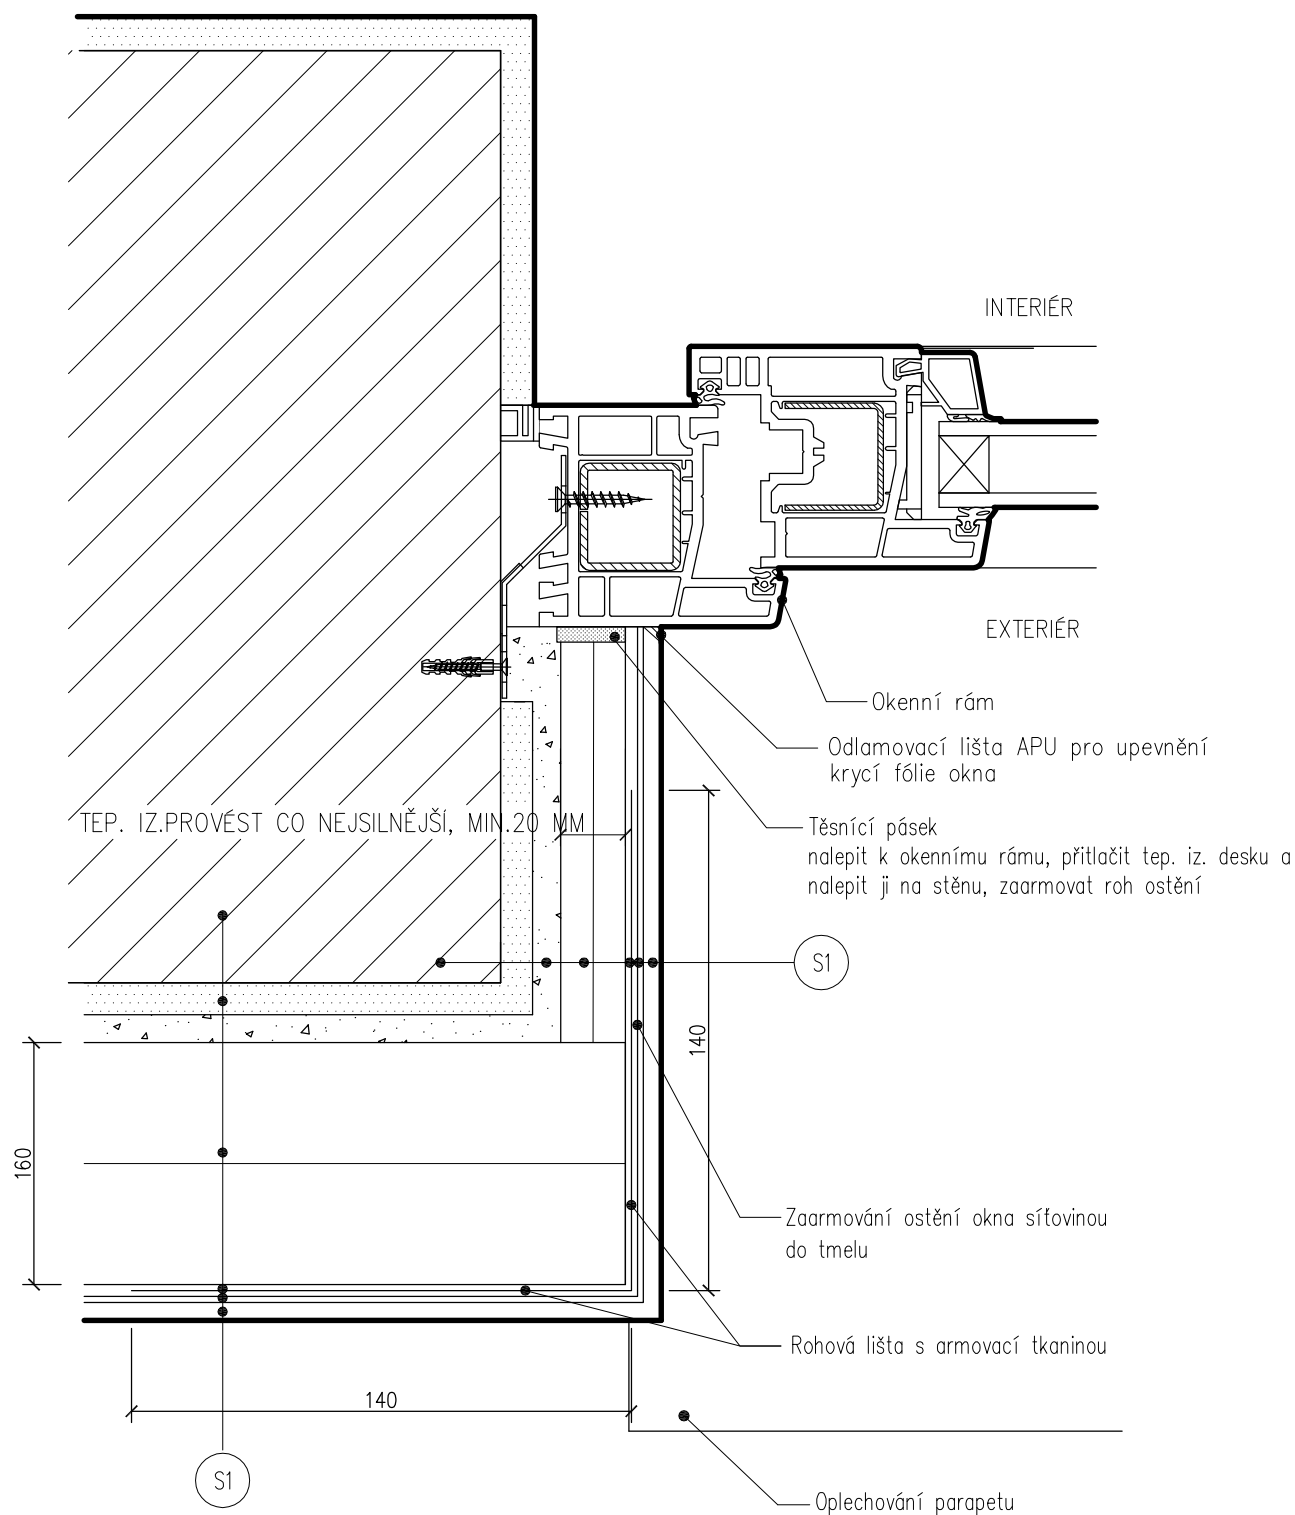 INTERIÉR
EXTERIÉR
Okenní rám
Odlamovací lišta APU pro upevnění
krycí fólie okna
TEP. IZ.PROVÉST CO NEJSILNĚJŠÍ, MIN.20 MM
Těsnící pásek
nalepit k okennímu rámu, přitlačit tep. iz. desku a
nalepit ji na stěnu, zaarmovat roh ostění
S1
140
160
Zaarmování ostění okna síťovinou
do tmelu
Rohová lišta s armovací tkaninou
140
S1
Oplechování parapetu